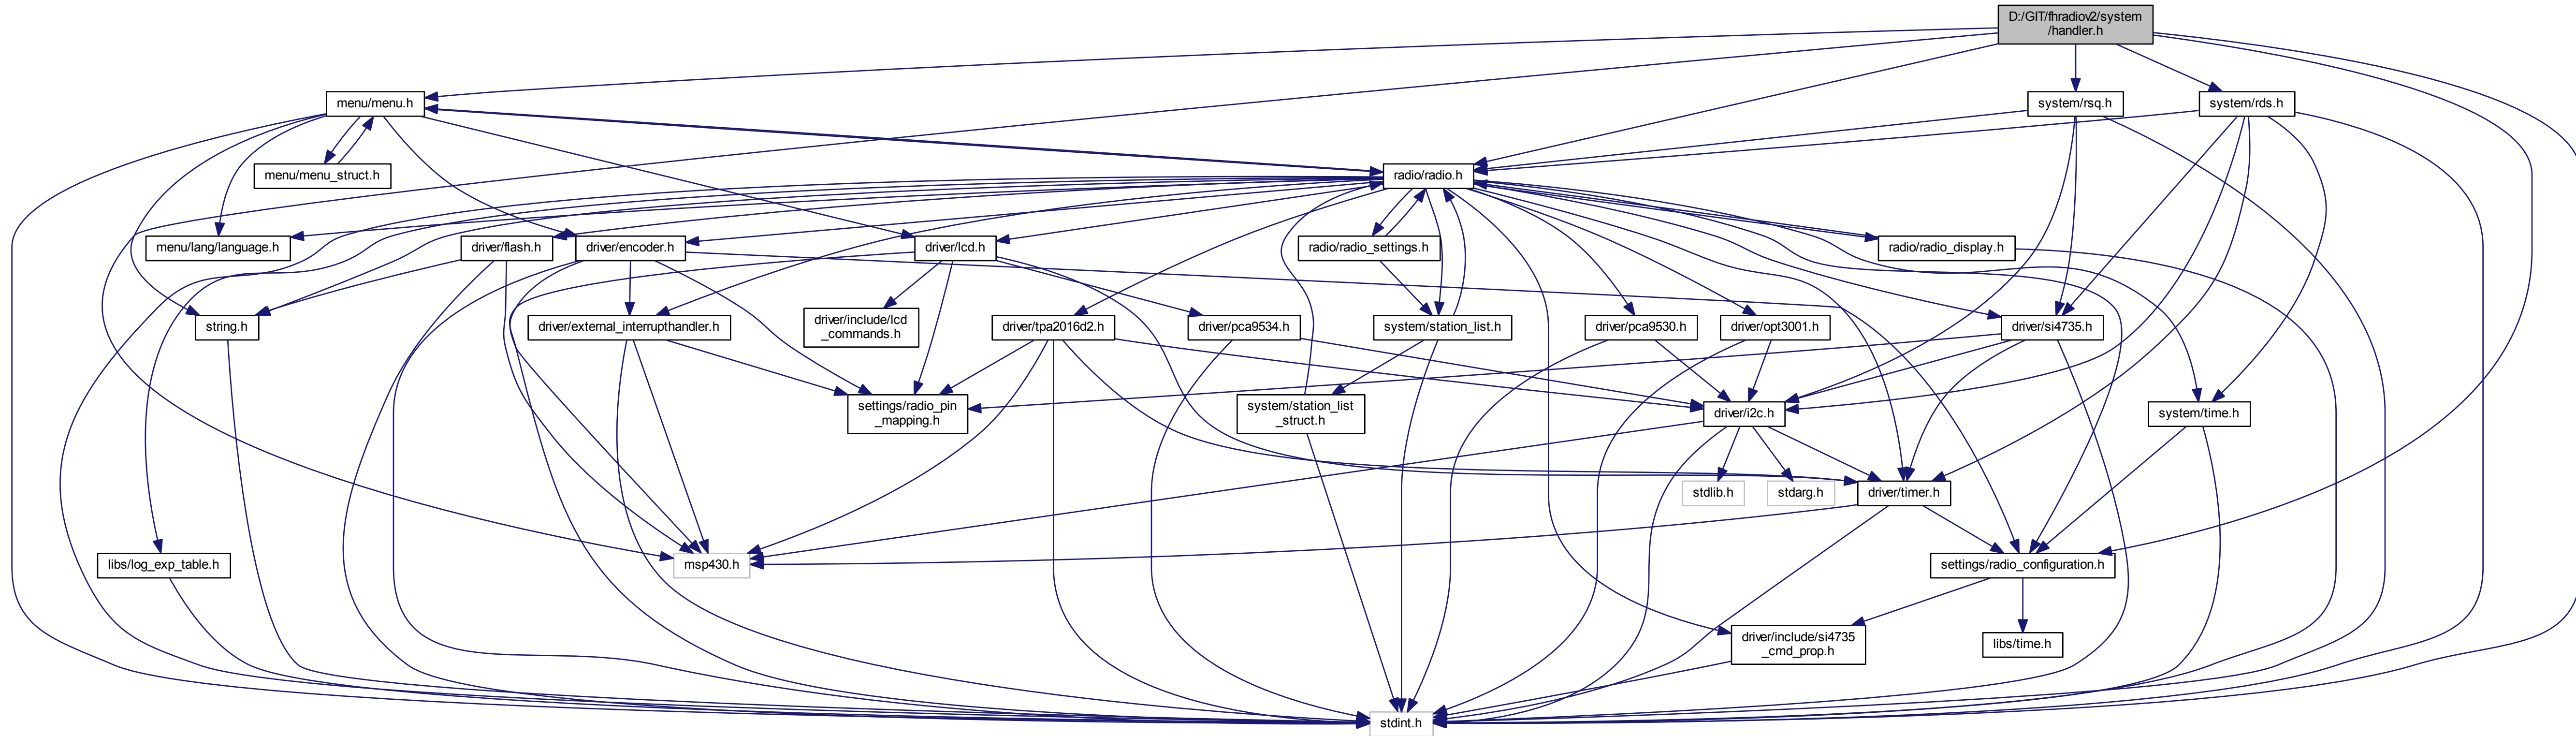 D:/GIT/fhradiov2/system
/handler.h
menu/menu.h
system/rsq.h
system/rds.h
menu/menu_struct.h
radio/radio.h
menu/lang/language.h
driver/flash.h
driver/encoder.h
driver/lcd.h
radio/radio_settings.h
radio/radio_display.h
string.h
driver/external_interrupthandler.h
driver/include/lcd
_commands.h
driver/tpa2016d2.h
driver/pca9534.h
system/station_list.h
driver/pca9530.h
driver/opt3001.h
driver/si4735.h
settings/radio_pin
_mapping.h
system/station_list
_struct.h
driver/i2c.h
system/time.h
stdlib.h
stdarg.h
driver/timer.h
libs/log_exp_table.h
msp430.h
settings/radio_configuration.h
driver/include/si4735
_cmd_prop.h
libs/time.h
stdint.h